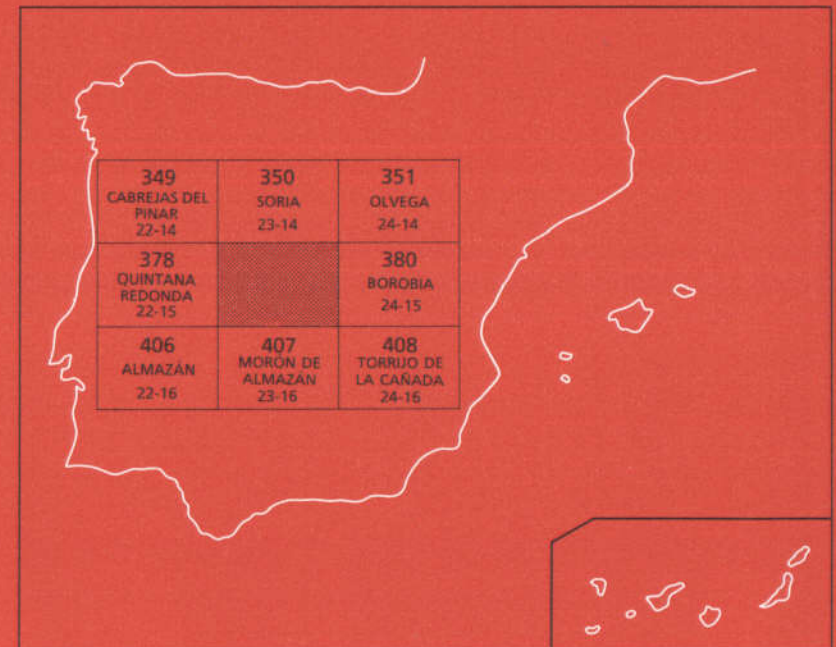 349
CABREJAS DEL
PINAR
22-14
350
SORIA
23-14
351
OLVEGA
24-14
378
QUINTANA
REDONDA
22-15
380
BOROBIA
24-15
406
ALMAZÁN
22-16
407
MORÓN DE
ALMAZÁN
23-16
408
TORRIJO DE
LA CAÑADA
24-16